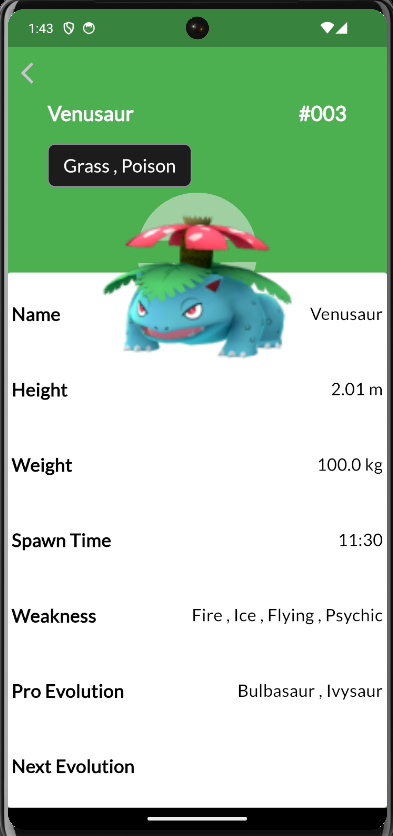 1:43
Venusaur #003
Grass , Poison
Name Venusaur
Height 2.01 m
Weight 100.0 kg
Spawn Time 11:30
Weakness Fire , Ice , Flying , Psychic
Pro Evolution Bulbasaur , Ivysaur
Next Evolution